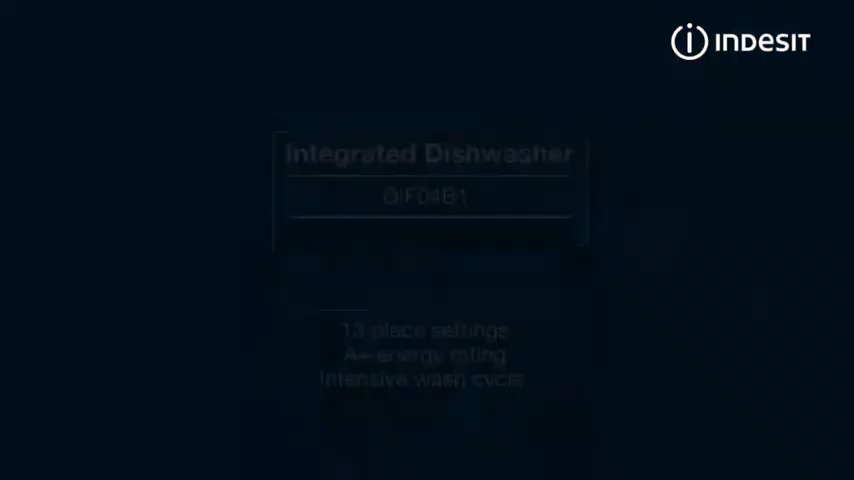 INDESIT
Integrated Dishwasher
DIF04B1
13 place settings
A+ energy rating
Intensive wash cycle